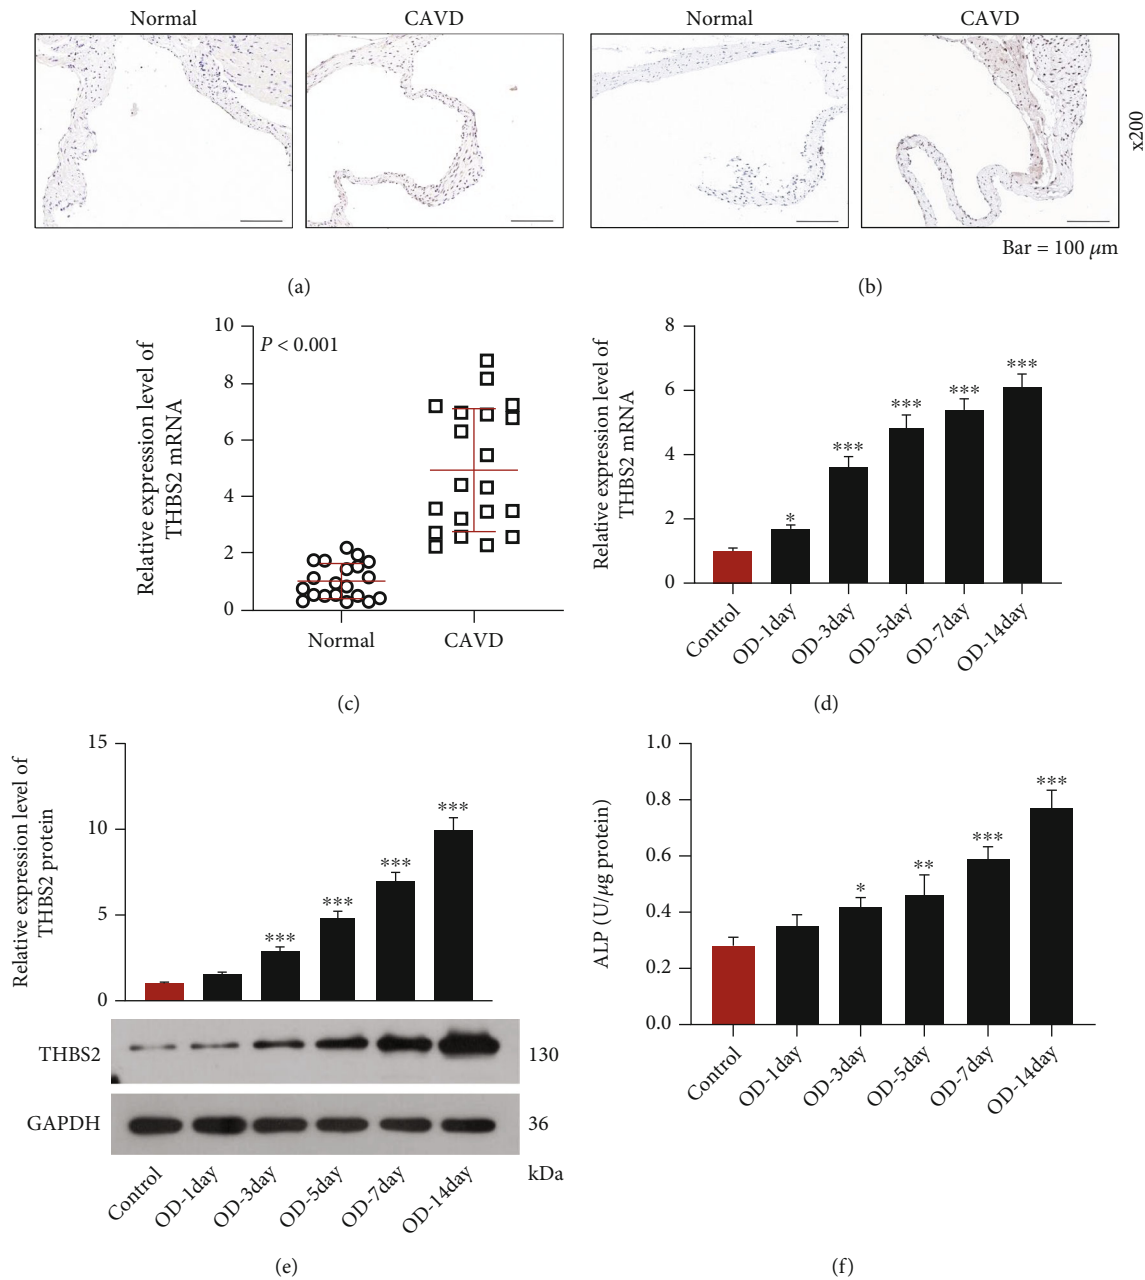 Normal
CAVD
Normal
CAVD
x200
Bar = 100 μm
(a)
(b)
Relative expression level of
THBS2 mRNA
10
8
6
4
2
0
P < 0.001
Normal
CAVD
(c)
Relative expression level of
THBS2 mRNA
8
6
4
2
0
*
***
***
***
***
Control
OD-1day
OD-3day
OD-5day
OD-7day
OD-14day
(d)
Relative expression level of
THBS2 protein
15
10
5
0
***
***
***
***
THBS2
130
GAPDH
36
kDa
Control
OD-1day
OD-3day
OD-5day
OD-7day
OD-14day
(e)
ALP (U/μg protein)
1.0
0.8
0.6
0.4
0.2
0.0
*
**
***
***
Control
OD-1day
OD-3day
OD-5day
OD-7day
OD-14day
(f)